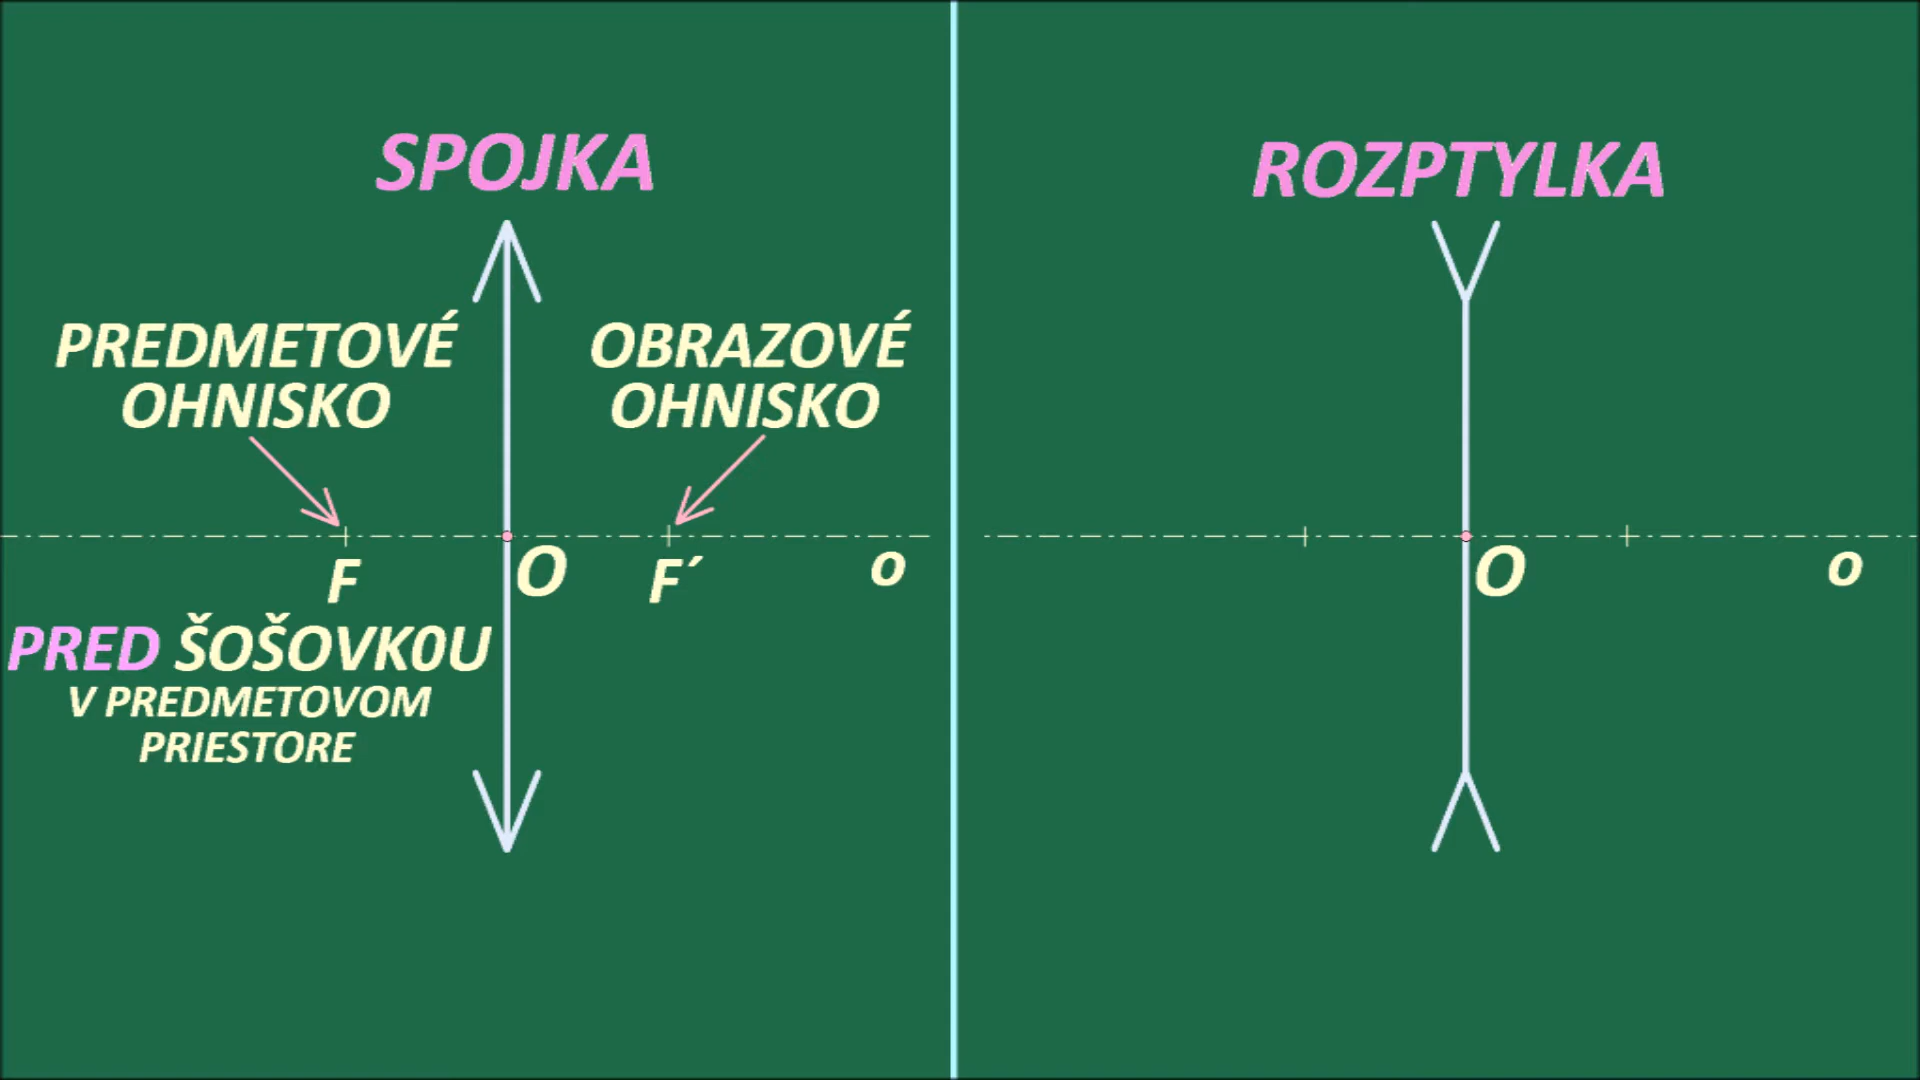 SPOJKA
PREDMETOVÉ
OHNISKO
OBRAZOVÉ
OHNISKO
F
O
F´
o
PRED ŠOŠOVK0U
V PREDMETOVOM
PRIESTORE
ROZPTYLKA
O
o